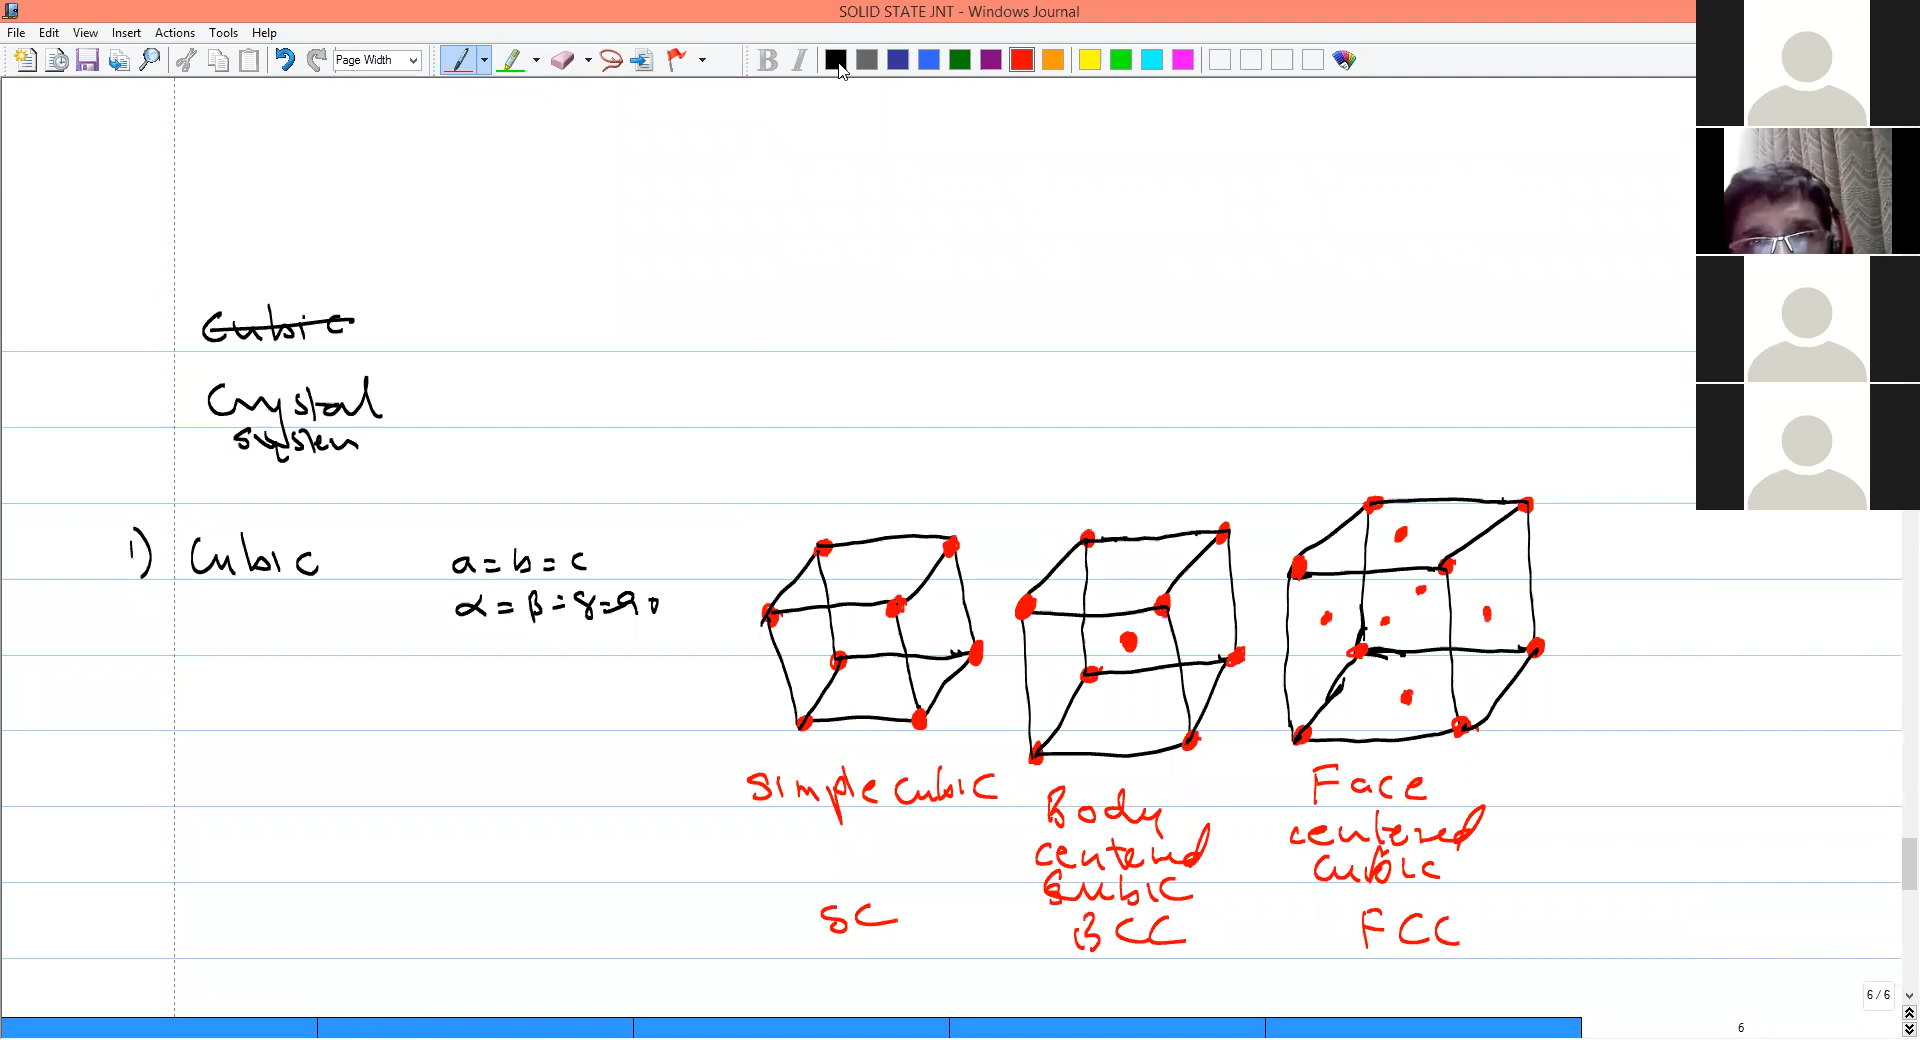 SOLID STATE JNT - Windows Journal
File Edit View Insert Actions Tools Help
Page Width
B I
Cubic
Crystal
system
1) Cubic
a = b = c
α = β = γ = 90
Simple cubic
Body
centered
Cubic
Face
centered
cubic
SC
BCC
FCC
6 / 6
6